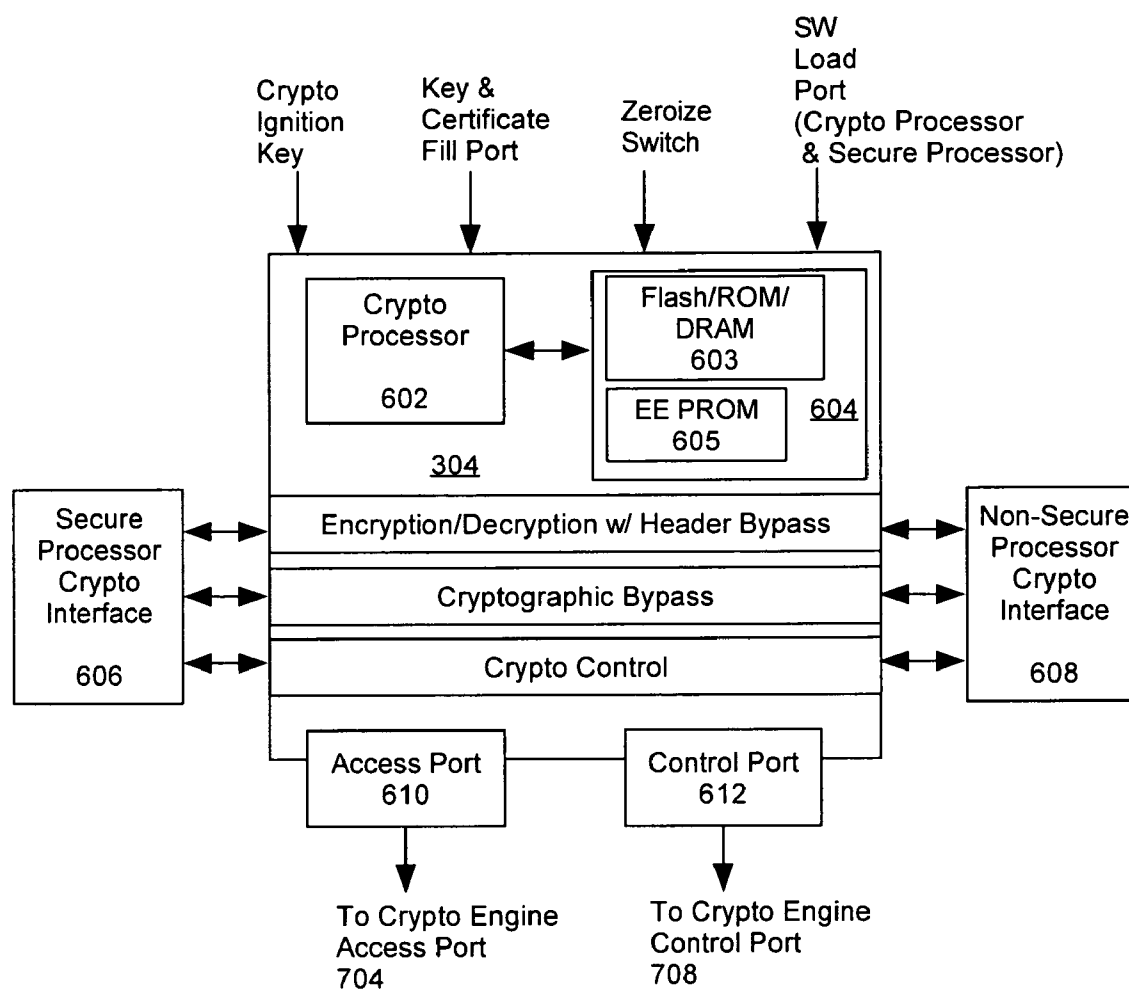 Crypto
Ignition
Key
Key &
Certificate
Fill Port
Zeroize
Switch
SW
Load
Port
(Crypto Processor
& Secure Processor)
Crypto
Processor
602
Flash/ROM/
DRAM
603
EE PROM
605
604
304
Secure
Processor
Crypto
Interface
606
Encryption/Decryption w/ Header Bypass
Cryptographic Bypass
Crypto Control
Non-Secure
Processor
Crypto
Interface
608
Access Port
610
Control Port
612
To Crypto Engine
Access Port
704
To Crypto Engine
Control Port
708